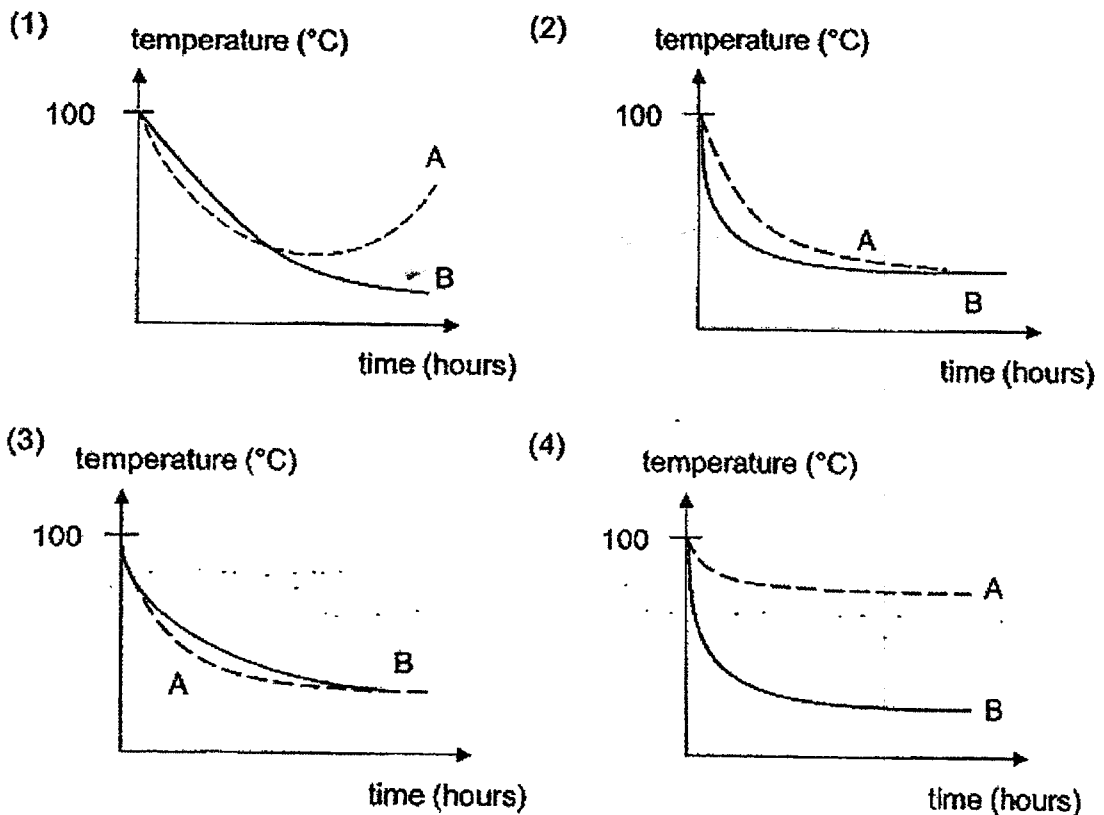 (1)
temperature (°C)
100
A
B
time (hours)
(2)
temperature (°C)
100
A
B
time (hours)
(3)
temperature (°C)
100
B
A
time (hours)
(4)
temperature (°C)
100
A
B
time (hours)